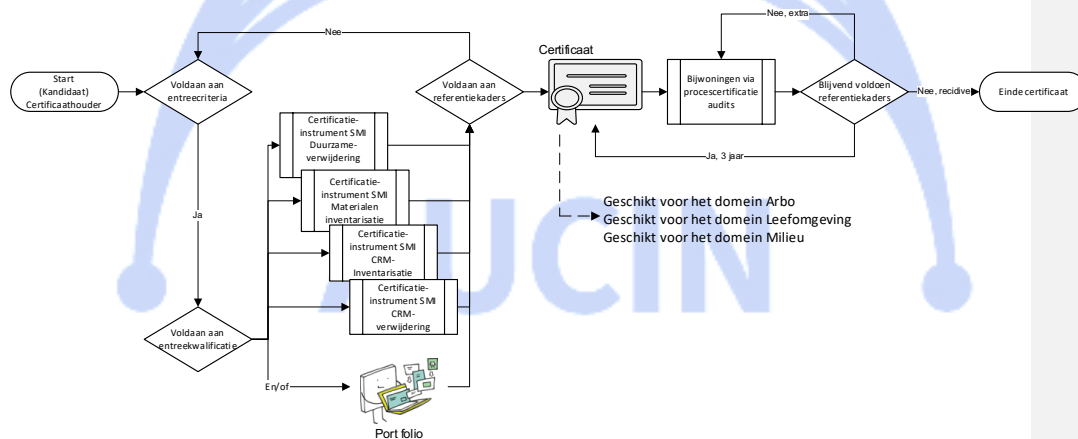 Nee
Nee, extra
Start
(Kandidaat)
Certificaathouder
Voldaan aan
entreecriteria
Voldaan aan
referentiekaders
Certificaat
Bijwoningen via
procescertificatie
audits
Blijvend voldoen
referentiekaders
Nee, recidive
Einde certificaat
Certificatie-
instrument SMI
Duurzame-
verwijdering
Ja, 3 jaar
Certificatie-
instrument SMI
Materialen
inventarisatie
Geschikt voor het domein Arbo
Geschikt voor het domein Leefomgeving
Geschikt voor het domein Milieu
Ja
Certificatie-
instrument SMI
CRM-
Inventarisatie
Certificatie-
instrument SMI
CRM-
verwijdering
AUCIN
Voldaan aan
entreekwalificatie
En/of
Port folio